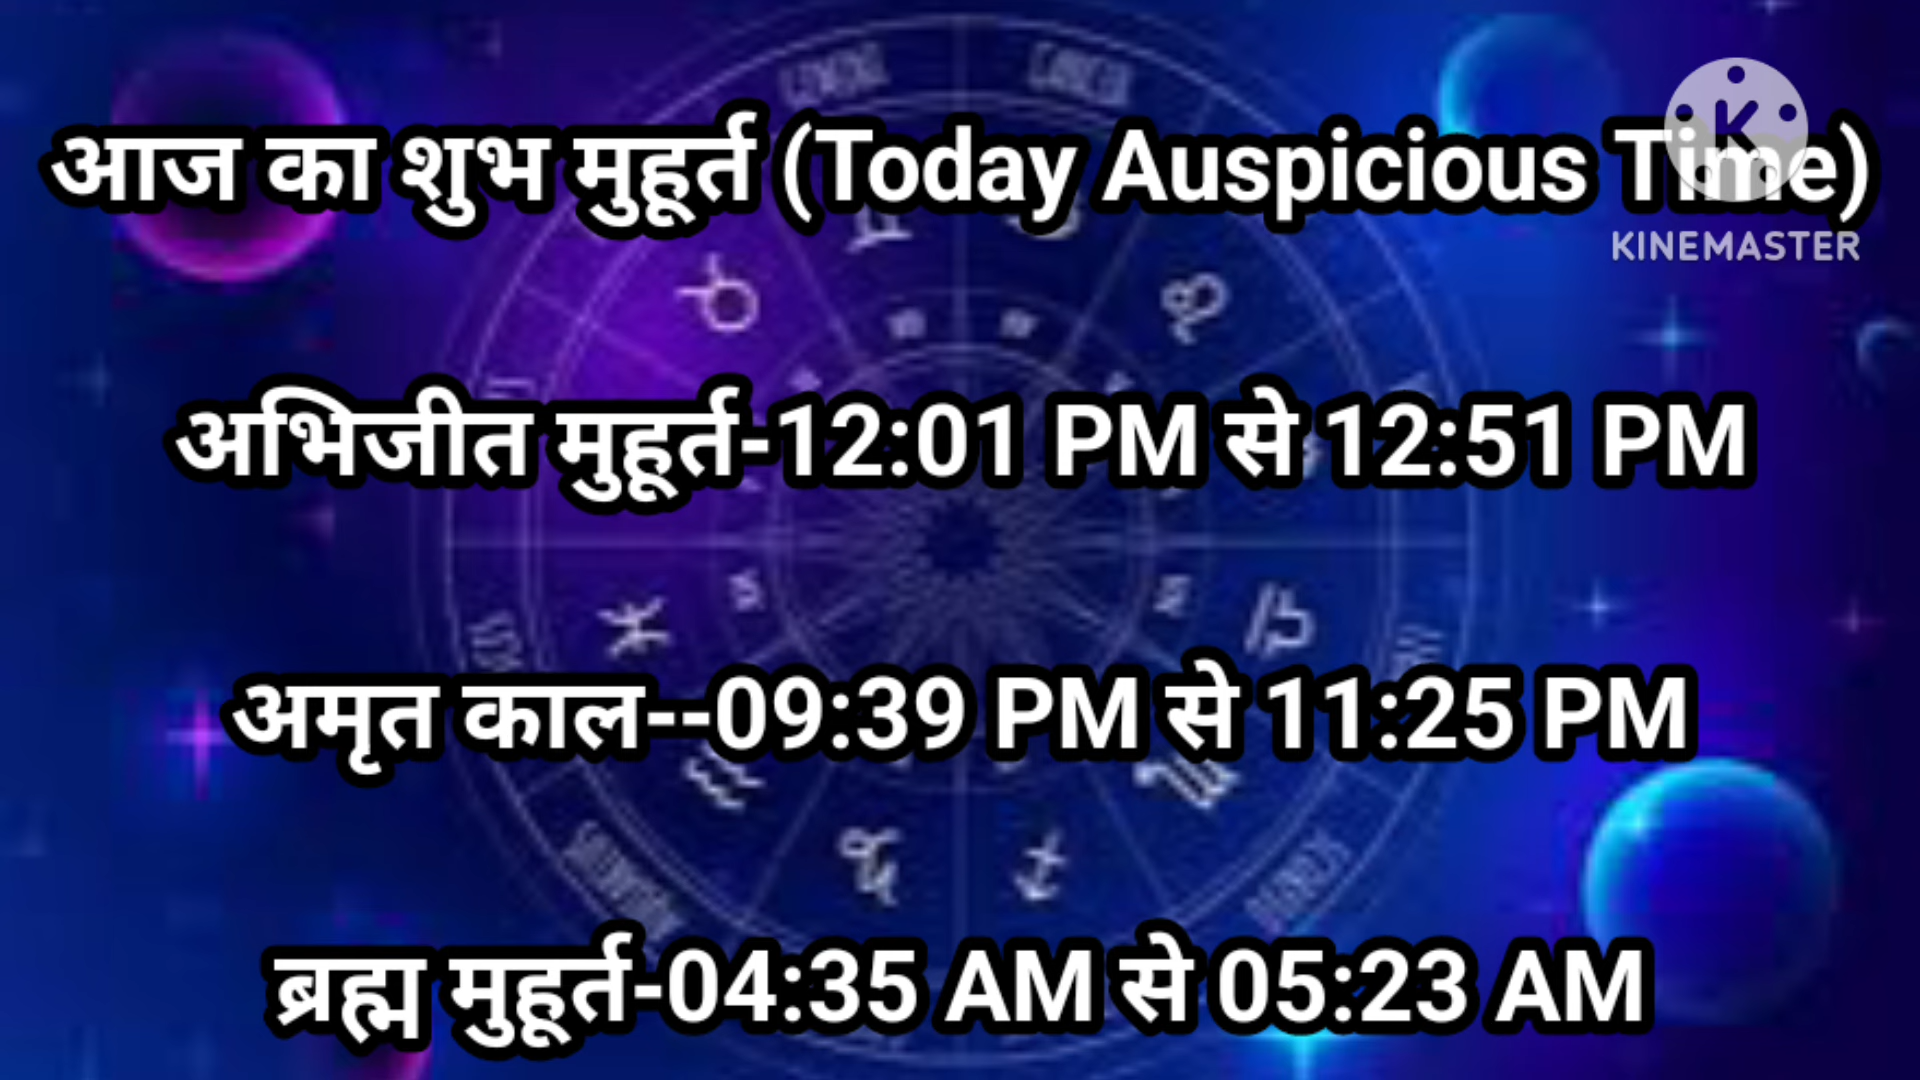 आज का शुभ मुहूर्त (Today Auspicious Time)
KINEMASTER
अभिजीत मुहूर्त-12:01 PM से 12:51 PM
अमृत काल--09:39 PM से 11:25 PM
ब्रह्म मुहूर्त-04:35 AM से 05:23 AM